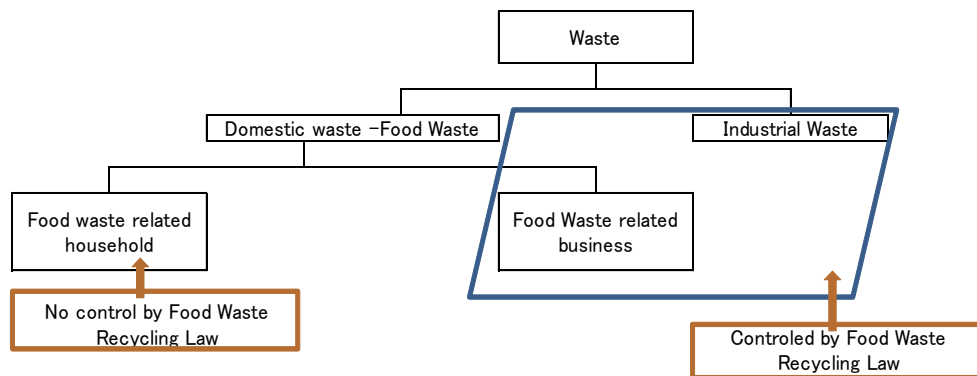 Waste
Domestic waste -Food Waste
Industrial Waste
Food waste related
household
Food Waste related
business
No control by Food Waste
Recycling Law
Controled by Food Waste
Recycling Law